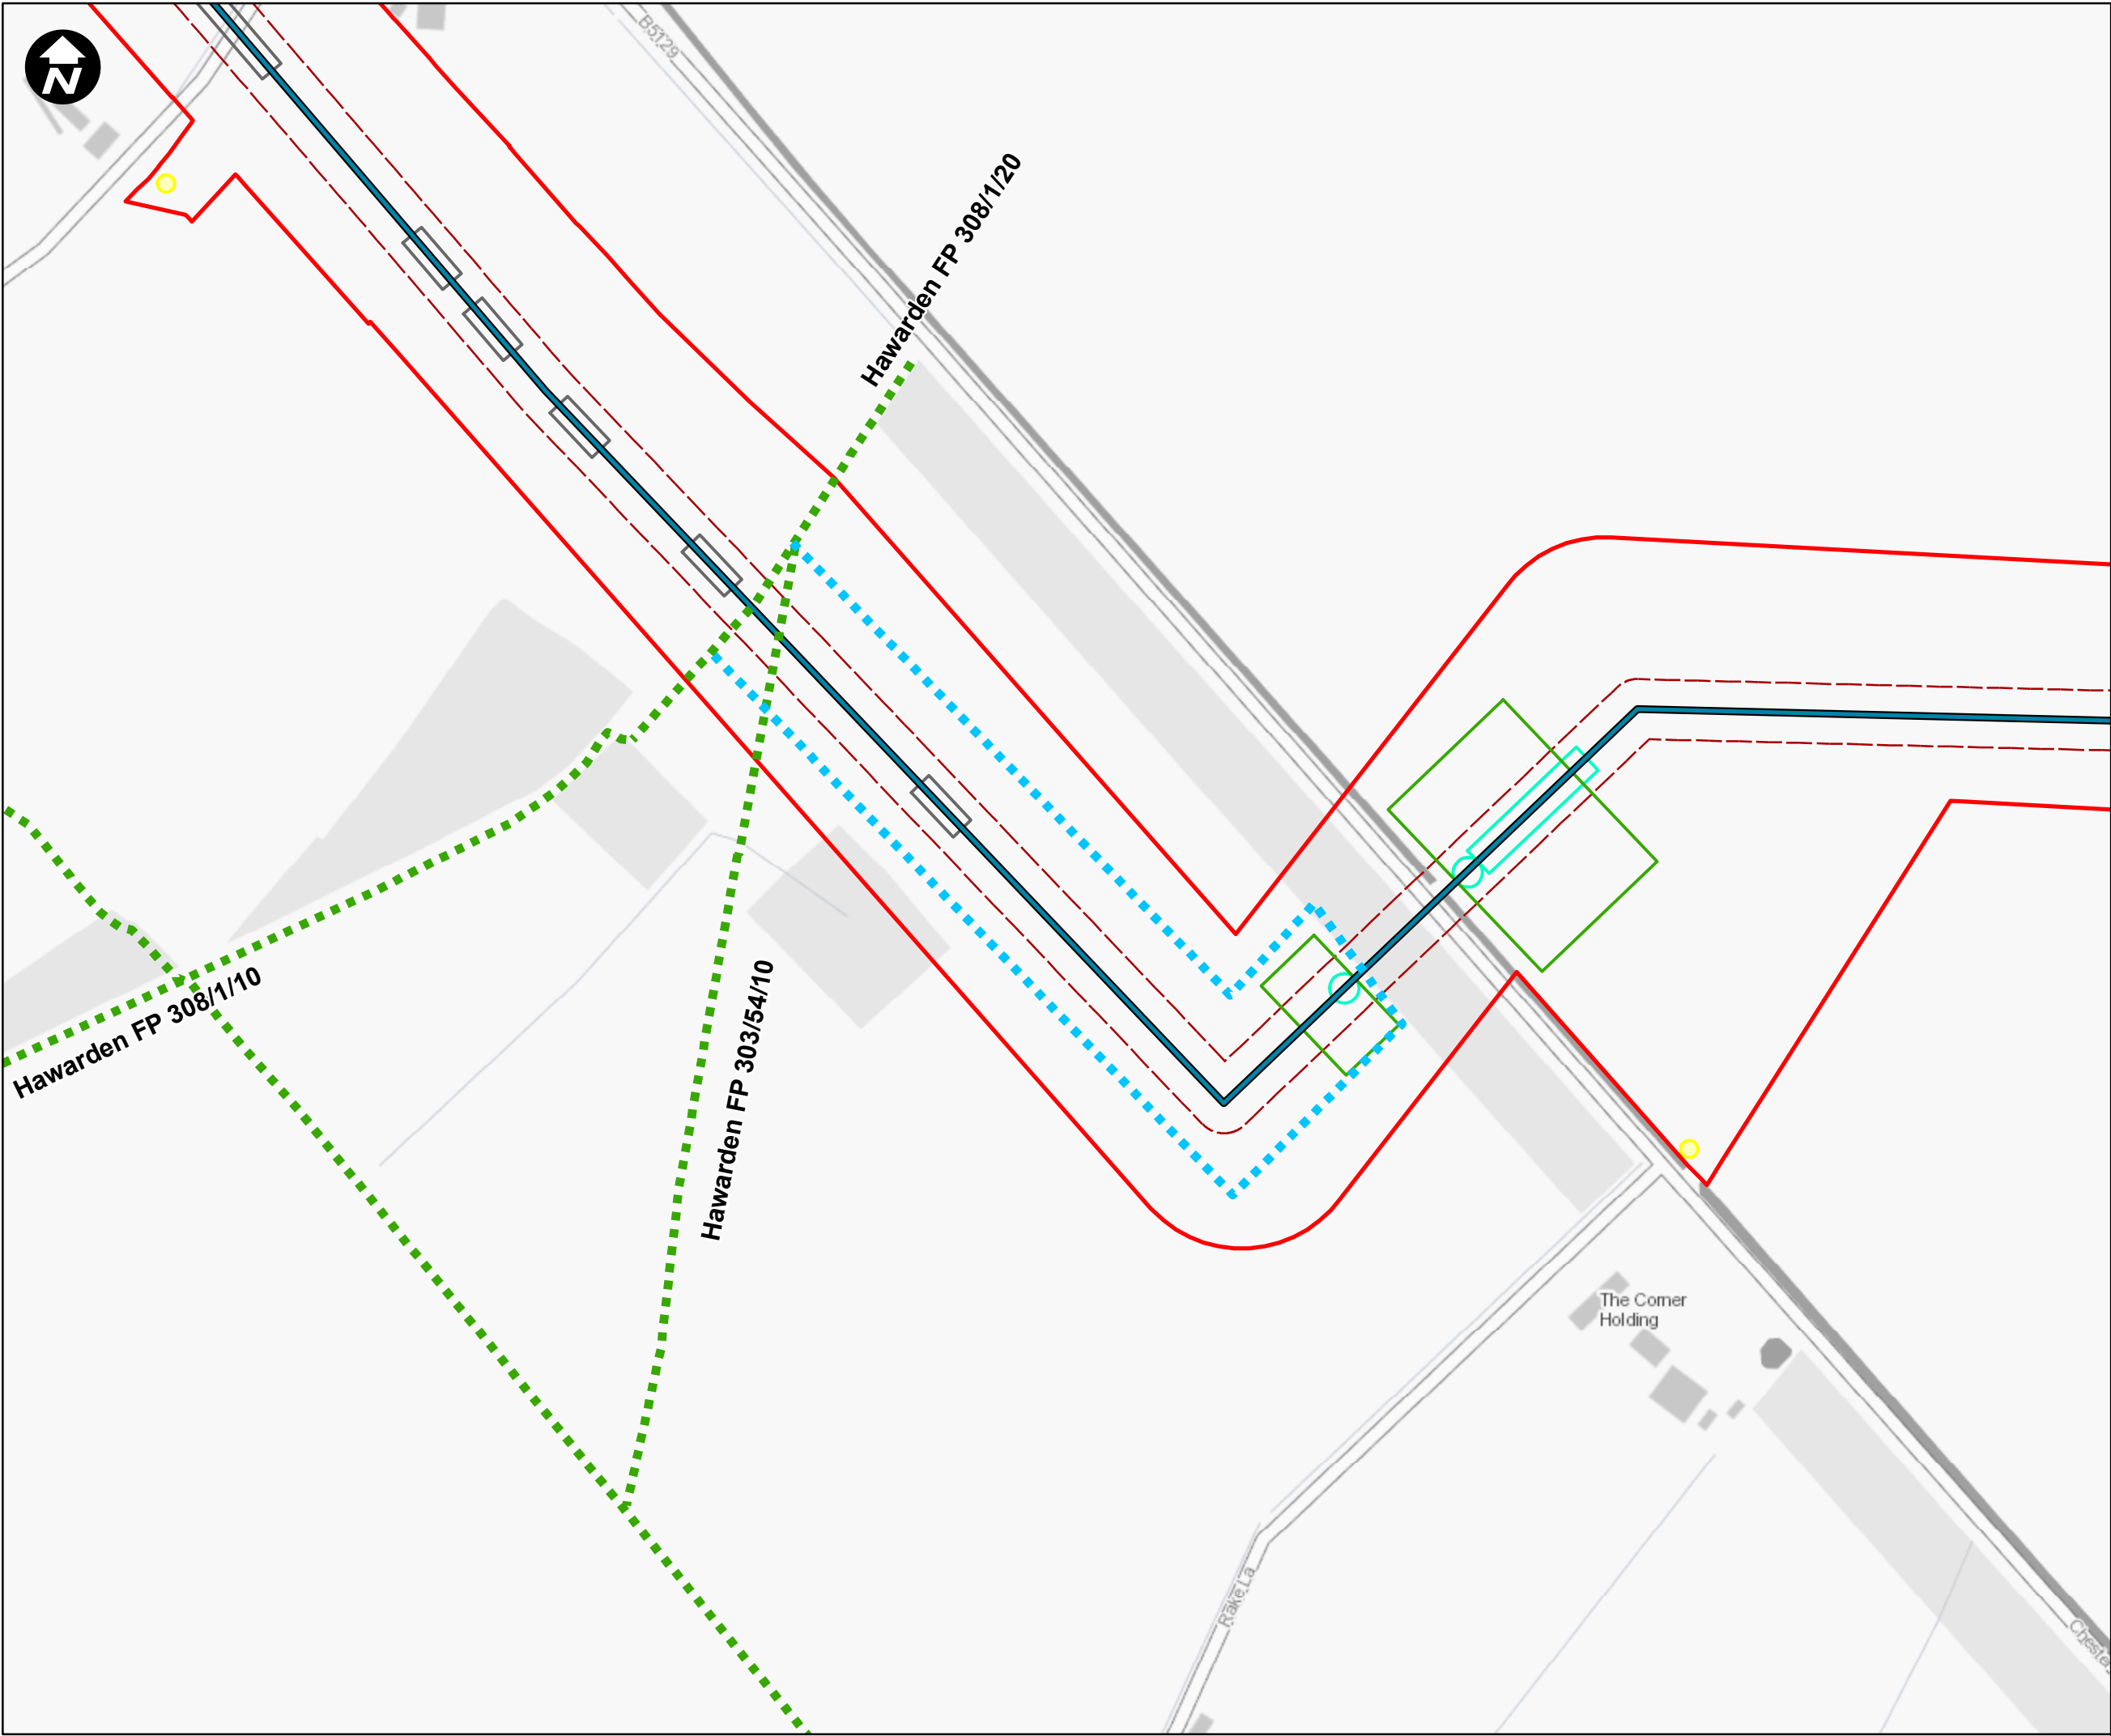 N
B5129
Hawarden FP 308/1/20
Hawarden FP 308/1/10
Hawarden FP 303/54/10
The Corner
Holding
Rake La